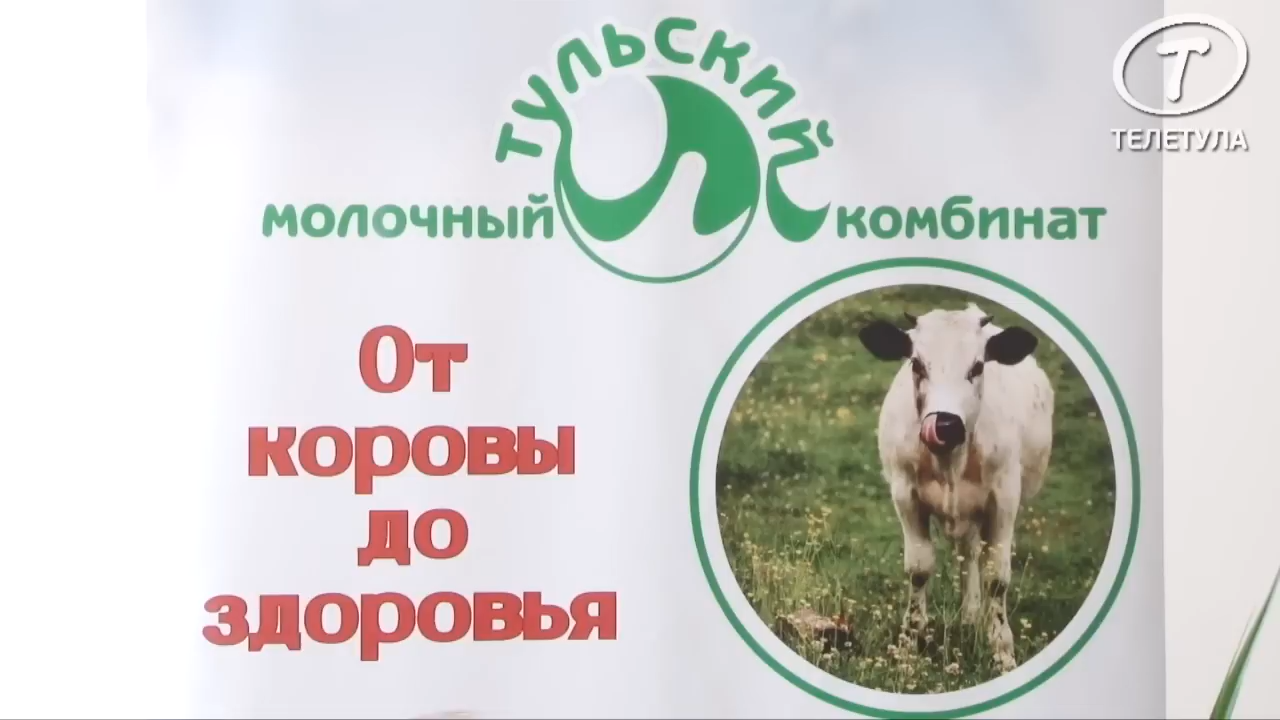 ТУЛЬСКИЙ
МОЛОЧНЫЙ КОМБИНАТ
От
коровы
до
здоровья
Т
ТЕЛЕТУЛА